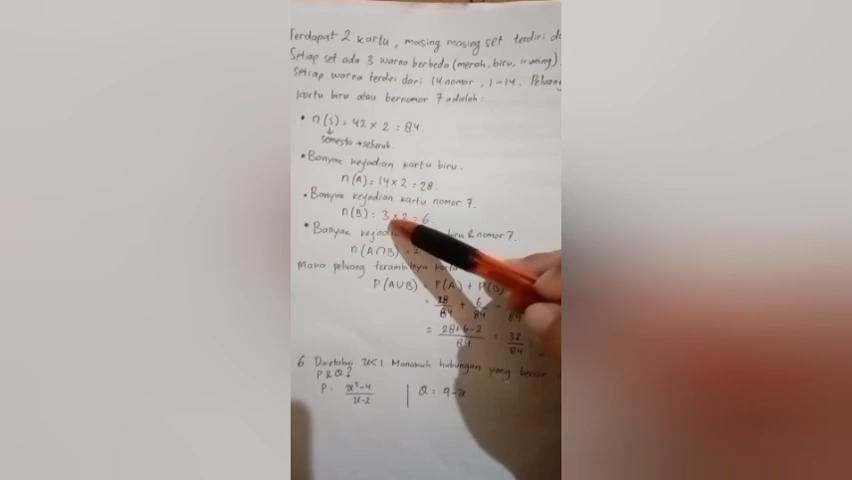 Terdapat 2 kartu, masing masing set terdiri da
Setiap set ada 3 warna berbeda (merah, biru, kuning).
Setiap warna terdiri dari 14 nomor, 1-14. Peluang
kartu biru atau bernomor 7 adalah:
• n(S) = 42 × 2 = 84.
↓
semesta → seluruh.
• Banyak kejadian kartu biru.
n(A) = 14 × 2 = 28.
• Banyak kejadian kartu nomor 7.
n(B) = 3 × 2 = 6
• Banyak biru & nomor 7.
n(A∩B) = 2
Maka peluang terambilnya
P(A∪B) = P(A) + P(B)
= 28/84 + 6/84 - /84
= 28+6-2/84 = 32/84
6 Diketahui x<1 Manakah hubungan yang benar
P & Q?
P = x²-4/x-2 | Q = 4-x.